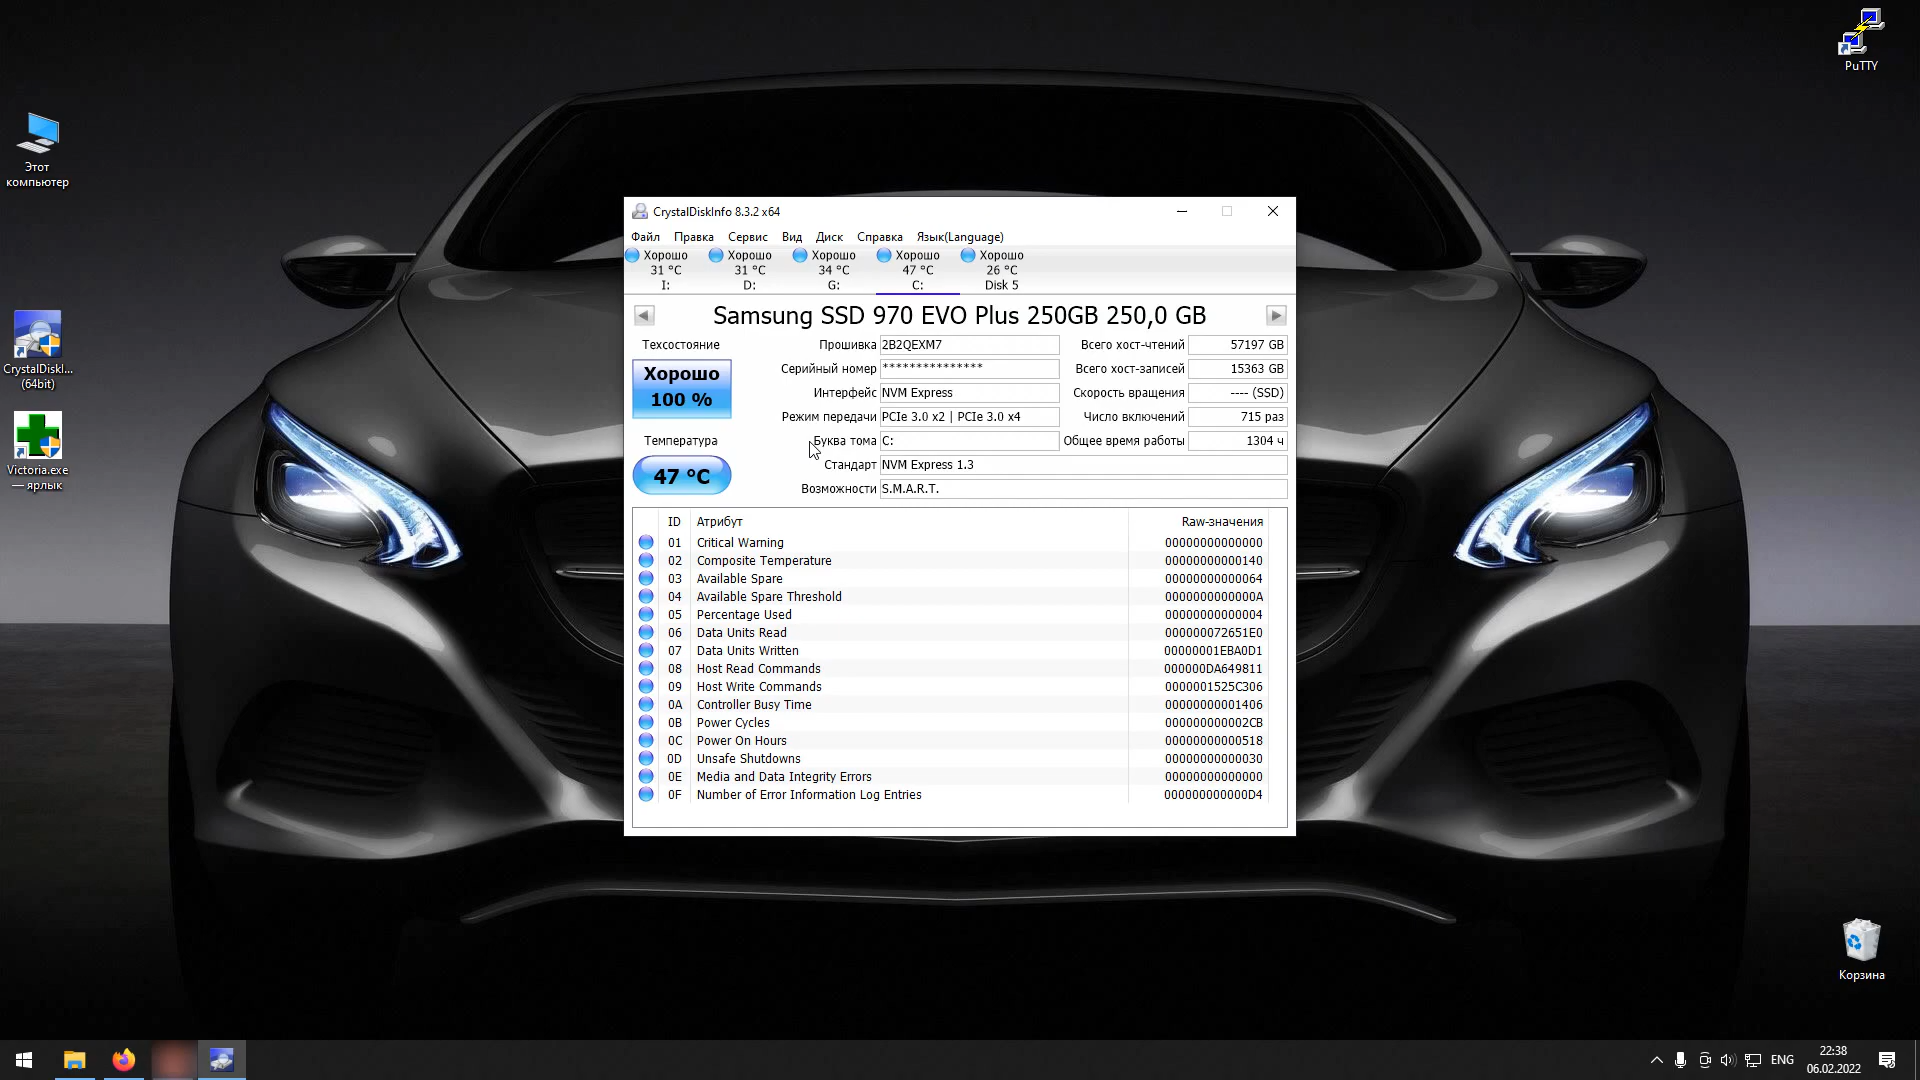 PuTTY
Этот
компьютер
CrystalDiskI...
(64bit)
Victoria.exe
— ярлык
CrystalDiskInfo 8.3.2 x64
Файл Правка Сервис Вид Диск Справка Язык(Language)
Хорошо Хорошо Хорошо Хорошо Хорошо
31 °C 31 °C 34 °C 47 °C 26 °C
I: D: G: C: Disk 5
Samsung SSD 970 EVO Plus 250GB 250,0 GB
Техсостояние
Хорошо
100 %
Температура
47 °C
Прошивка 2B2QEXM7 Всего хост-чтений 57197 GB
Серийный номер *************** Всего хост-записей 15363 GB
Интерфейс NVM Express Скорость вращения ---- (SSD)
Режим передачи PCIe 3.0 x2 | PCIe 3.0 x4 Число включений 715 раз
Буква тома C: Общее время работы 1304 ч
Стандарт NVM Express 1.3
Возможности S.M.A.R.T.
ID Атрибут Raw-значения
01 Critical Warning 00000000000000
02 Composite Temperature 00000000000140
03 Available Spare 00000000000064
04 Available Spare Threshold 0000000000000A
05 Percentage Used 00000000000004
06 Data Units Read 000000072651E0
07 Data Units Written 00000001EBA0D1
08 Host Read Commands 000000DA649811
09 Host Write Commands 0000001525C306
0A Controller Busy Time 00000000001406
0B Power Cycles 000000000002CB
0C Power On Hours 00000000000518
0D Unsafe Shutdowns 00000000000030
0E Media and Data Integrity Errors 00000000000000
0F Number of Error Information Log Entries 000000000000D4
Корзина
ENG
22:38
06.02.2022